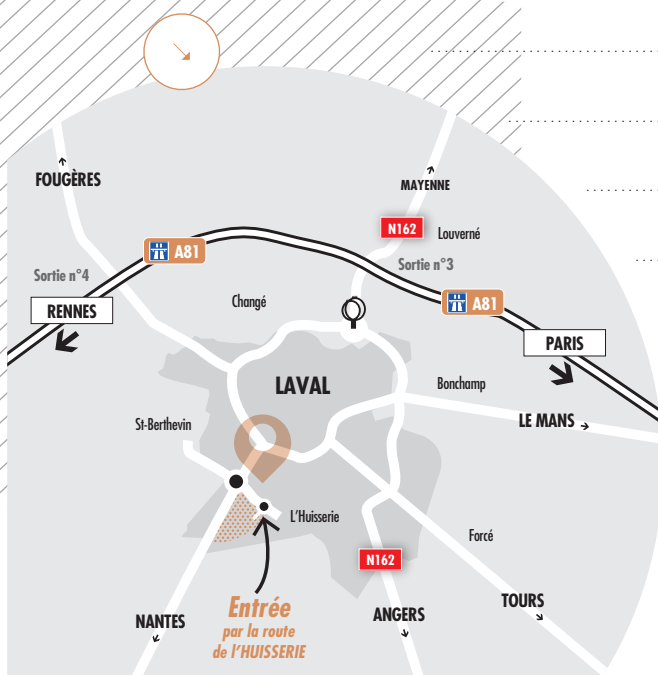 FOUGÈRES
MAYENNE
N162
Louverné
A81
Sortie n°3
Sortie n°4
Changé
A81
RENNES
PARIS
LAVAL
Bonchamp
LE MANS
St-Berthevin
L'Huisserie
Forcé
N162
Entrée
par la route
de l'HUISSERIE
NANTES
ANGERS
TOURS